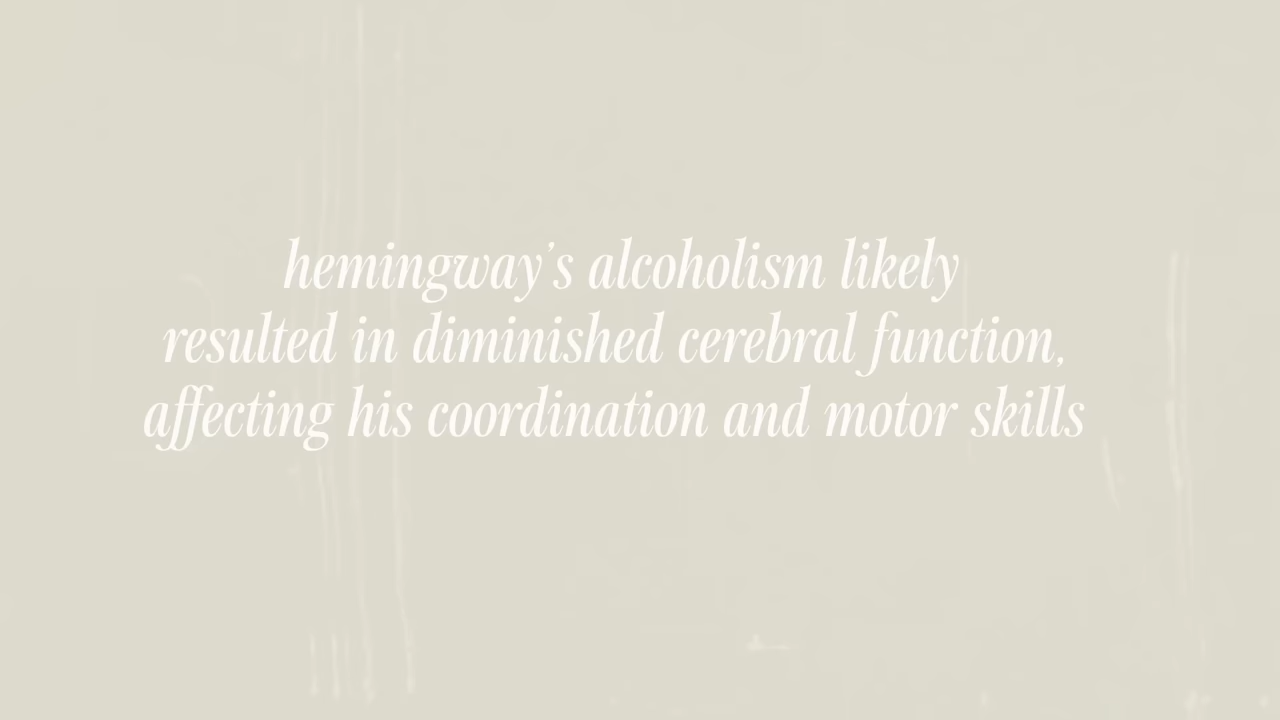 hemingway’s alcoholism likely
resulted in diminished cerebral function,
affecting his coordination and motor skills